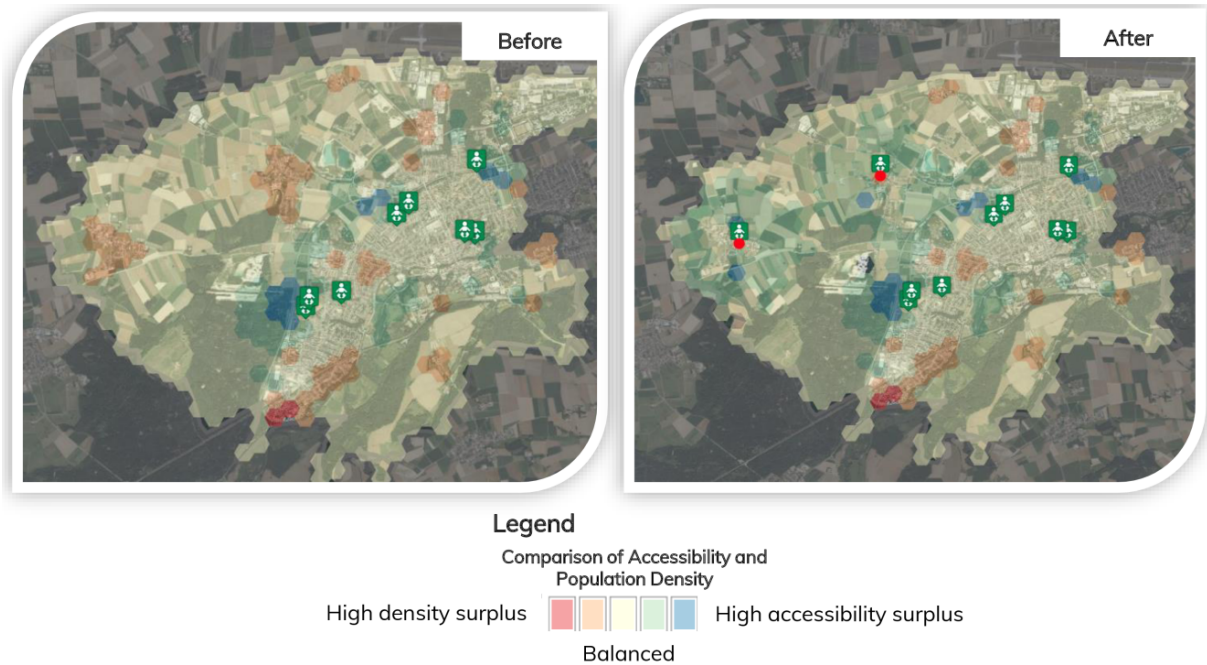 Before
After
Legend
Comparison of Accessibility and
Population Density
High density surplus
High accessibility surplus
Balanced